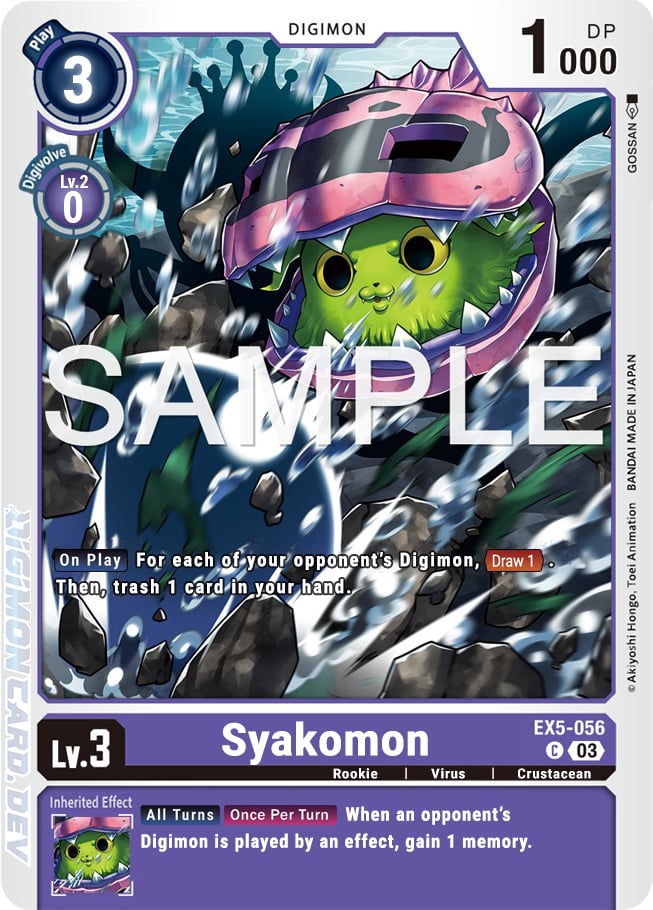 DIGIMON
Play
3
1000
DP
Digivolve
Lv.2
0
GOSSAN
SAMPLE
On Play For each of your opponent's Digimon, Draw 1 .
Then, trash 1 card in your hand.
© Akiyoshi Hongo, Toei Animation BANDAI MADE IN JAPAN
DIGIMONCARD.DEV
Lv.3
Syakomon
EX5-056
C 03
Rookie | Virus | Crustacean
Inherited Effect
All Turns Once Per Turn When an opponent's
Digimon is played by an effect, gain 1 memory.